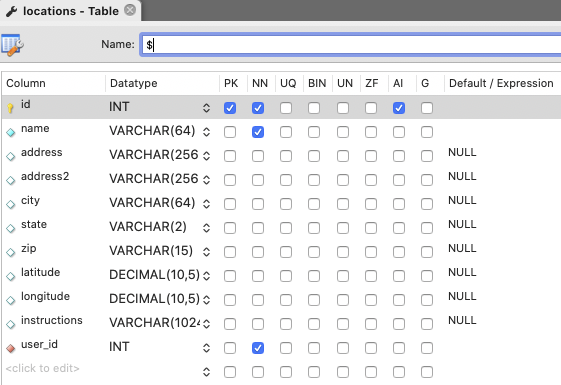 locations - Table
Name: $
Column Datatype PK NN UQ BIN UN ZF AI G Default / Expression
id INT
name VARCHAR(64)
address VARCHAR(256 NULL
address2 VARCHAR(256 NULL
city VARCHAR(64) NULL
state VARCHAR(2) NULL
zip VARCHAR(15) NULL
latitude DECIMAL(10,5) NULL
longitude DECIMAL(10,5) NULL
instructions VARCHAR(1024 NULL
user_id INT
<click to edit>